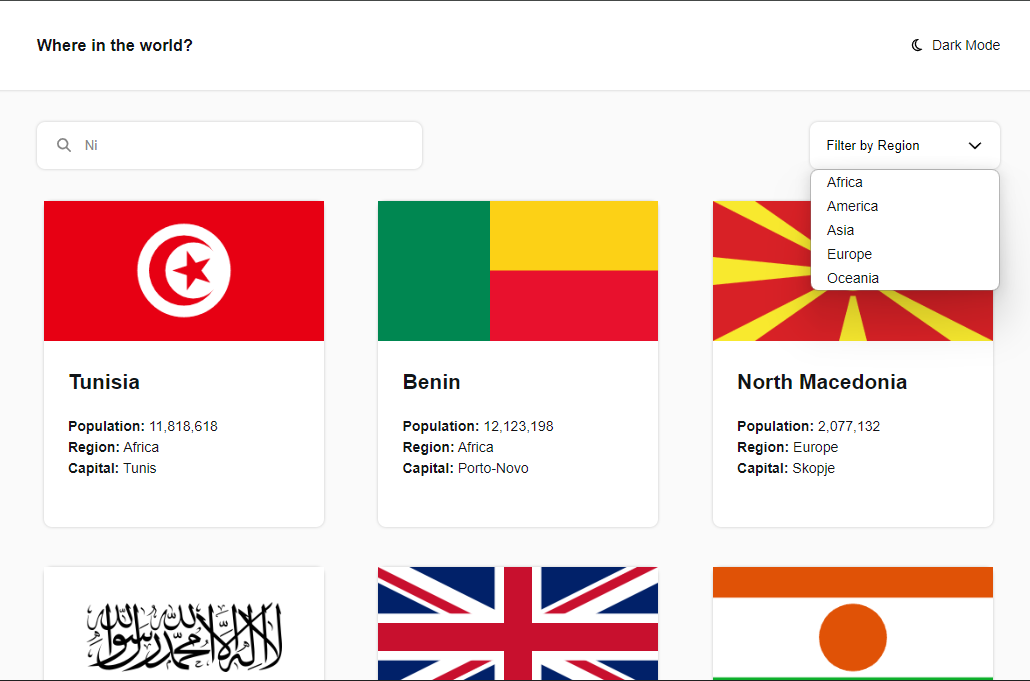 Where in the world?
Dark Mode
Ni
Filter by Region
Africa
America
Asia
Europe
Oceania
Tunisia
Population: 11,818,618
Region: Africa
Capital: Tunis
Benin
Population: 12,123,198
Region: Africa
Capital: Porto-Novo
North Macedonia
Population: 2,077,132
Region: Europe
Capital: Skopje
لا إله إلا الله محمد رسول الله